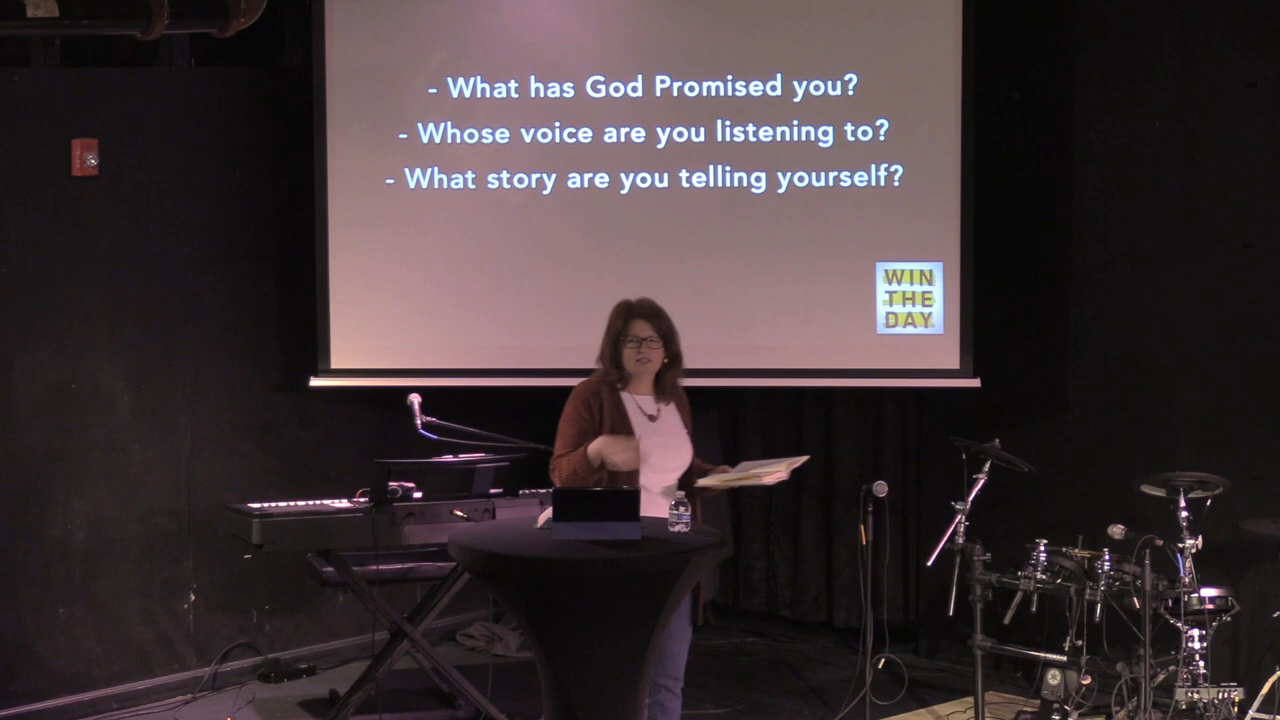 - What has God Promised you?
- Whose voice are you listening to?
- What story are you telling yourself?
WIN
THE
DAY